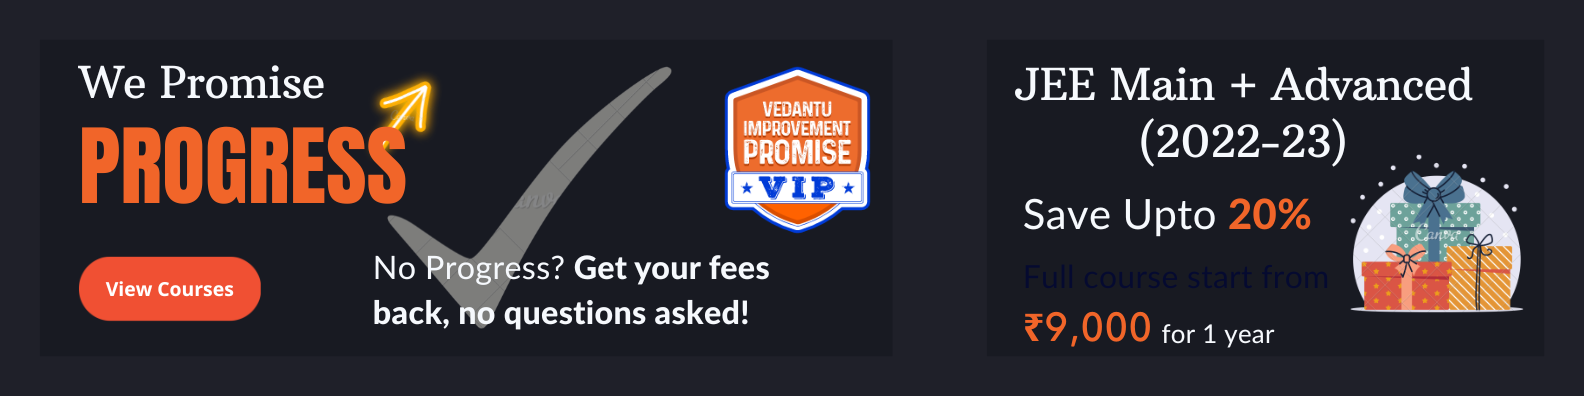 We Promise
PROGRESS
View Courses
No Progress? Get your fees
back, no questions asked!
VEDANTU
IMPROVEMENT
PROMISE
VIP
JEE Main + Advanced
(2022-23)
Save Upto 20%
Full course start from
₹9,000 for 1 year
Canva